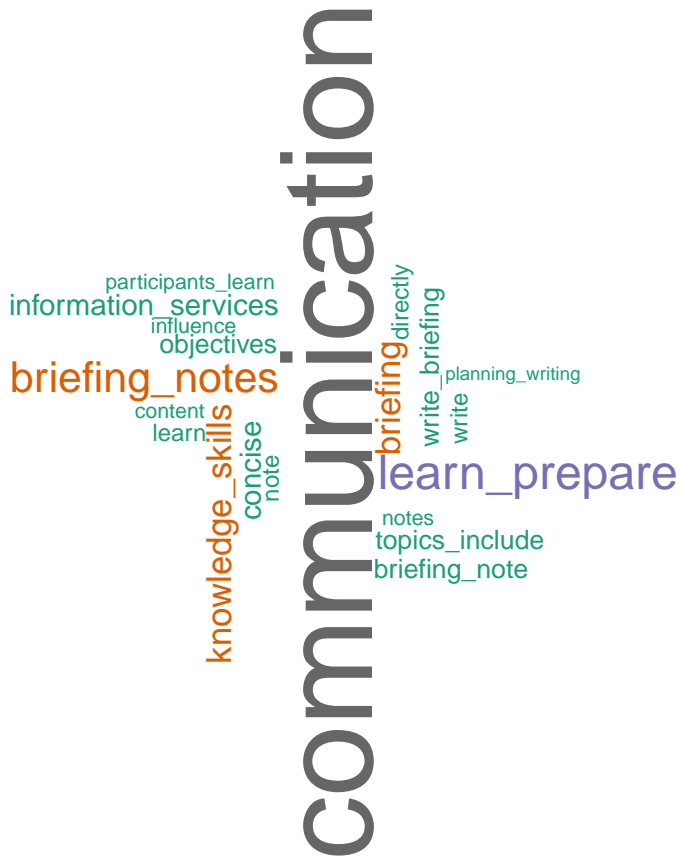 communication
participants_learn
information_services
influence
objectives
briefing_notes
content
learn
knowledge_skills
concise
note
directly
briefing
write_briefing
planning_writing
write
learn_prepare
notes
topics_include
briefing_note